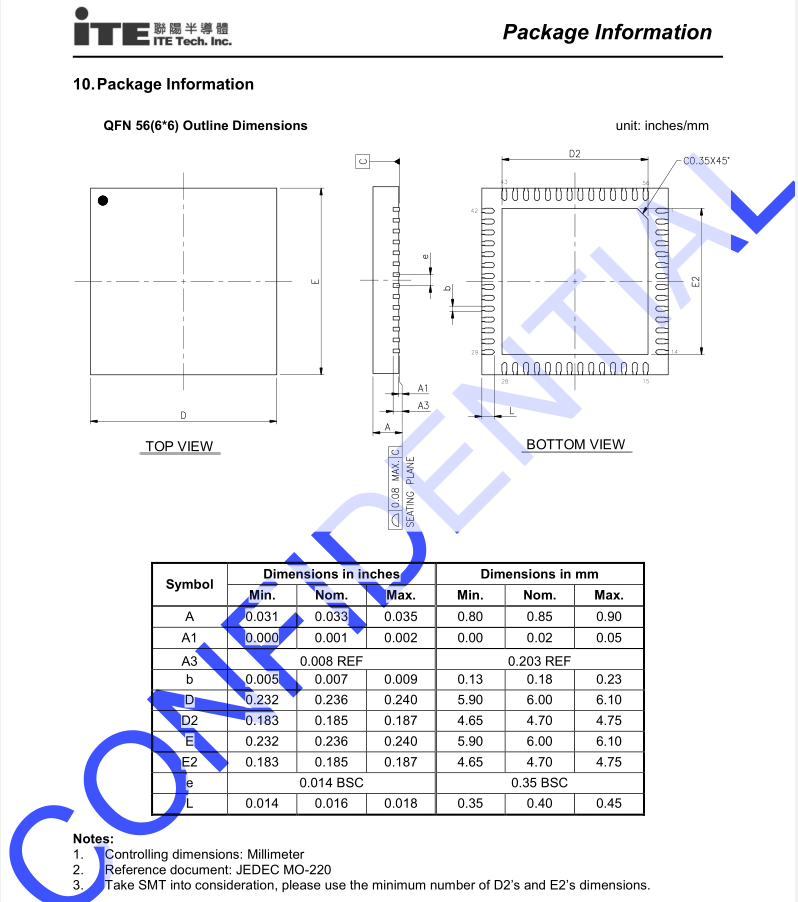 iTE 聯陽半導體
ITE Tech. Inc.
Package Information
10. Package Information
QFN 56(6*6) Outline Dimensions
unit: inches/mm
C
D2
C0.35X45°
43
56
42
1
E
e
b
E2
29
14
28
15
A1
A3
L
D
A
TOP VIEW
BOTTOM VIEW
0.08 MAX. C
SEATING PLANE
CONFIDENTIAL
Symbol Dimensions in inches Dimensions in mm
Min. Nom. Max. Min. Nom. Max.
A 0.031 0.033 0.035 0.80 0.85 0.90
A1 0.000 0.001 0.002 0.00 0.02 0.05
A3 0.008 REF 0.203 REF
b 0.005 0.007 0.009 0.13 0.18 0.23
D 0.232 0.236 0.240 5.90 6.00 6.10
D2 0.183 0.185 0.187 4.65 4.70 4.75
E 0.232 0.236 0.240 5.90 6.00 6.10
E2 0.183 0.185 0.187 4.65 4.70 4.75
e 0.014 BSC 0.35 BSC
L 0.014 0.016 0.018 0.35 0.40 0.45
Notes:
1. Controlling dimensions: Millimeter
2. Reference document: JEDEC MO-220
3. Take SMT into consideration, please use the minimum number of D2's and E2's dimensions.